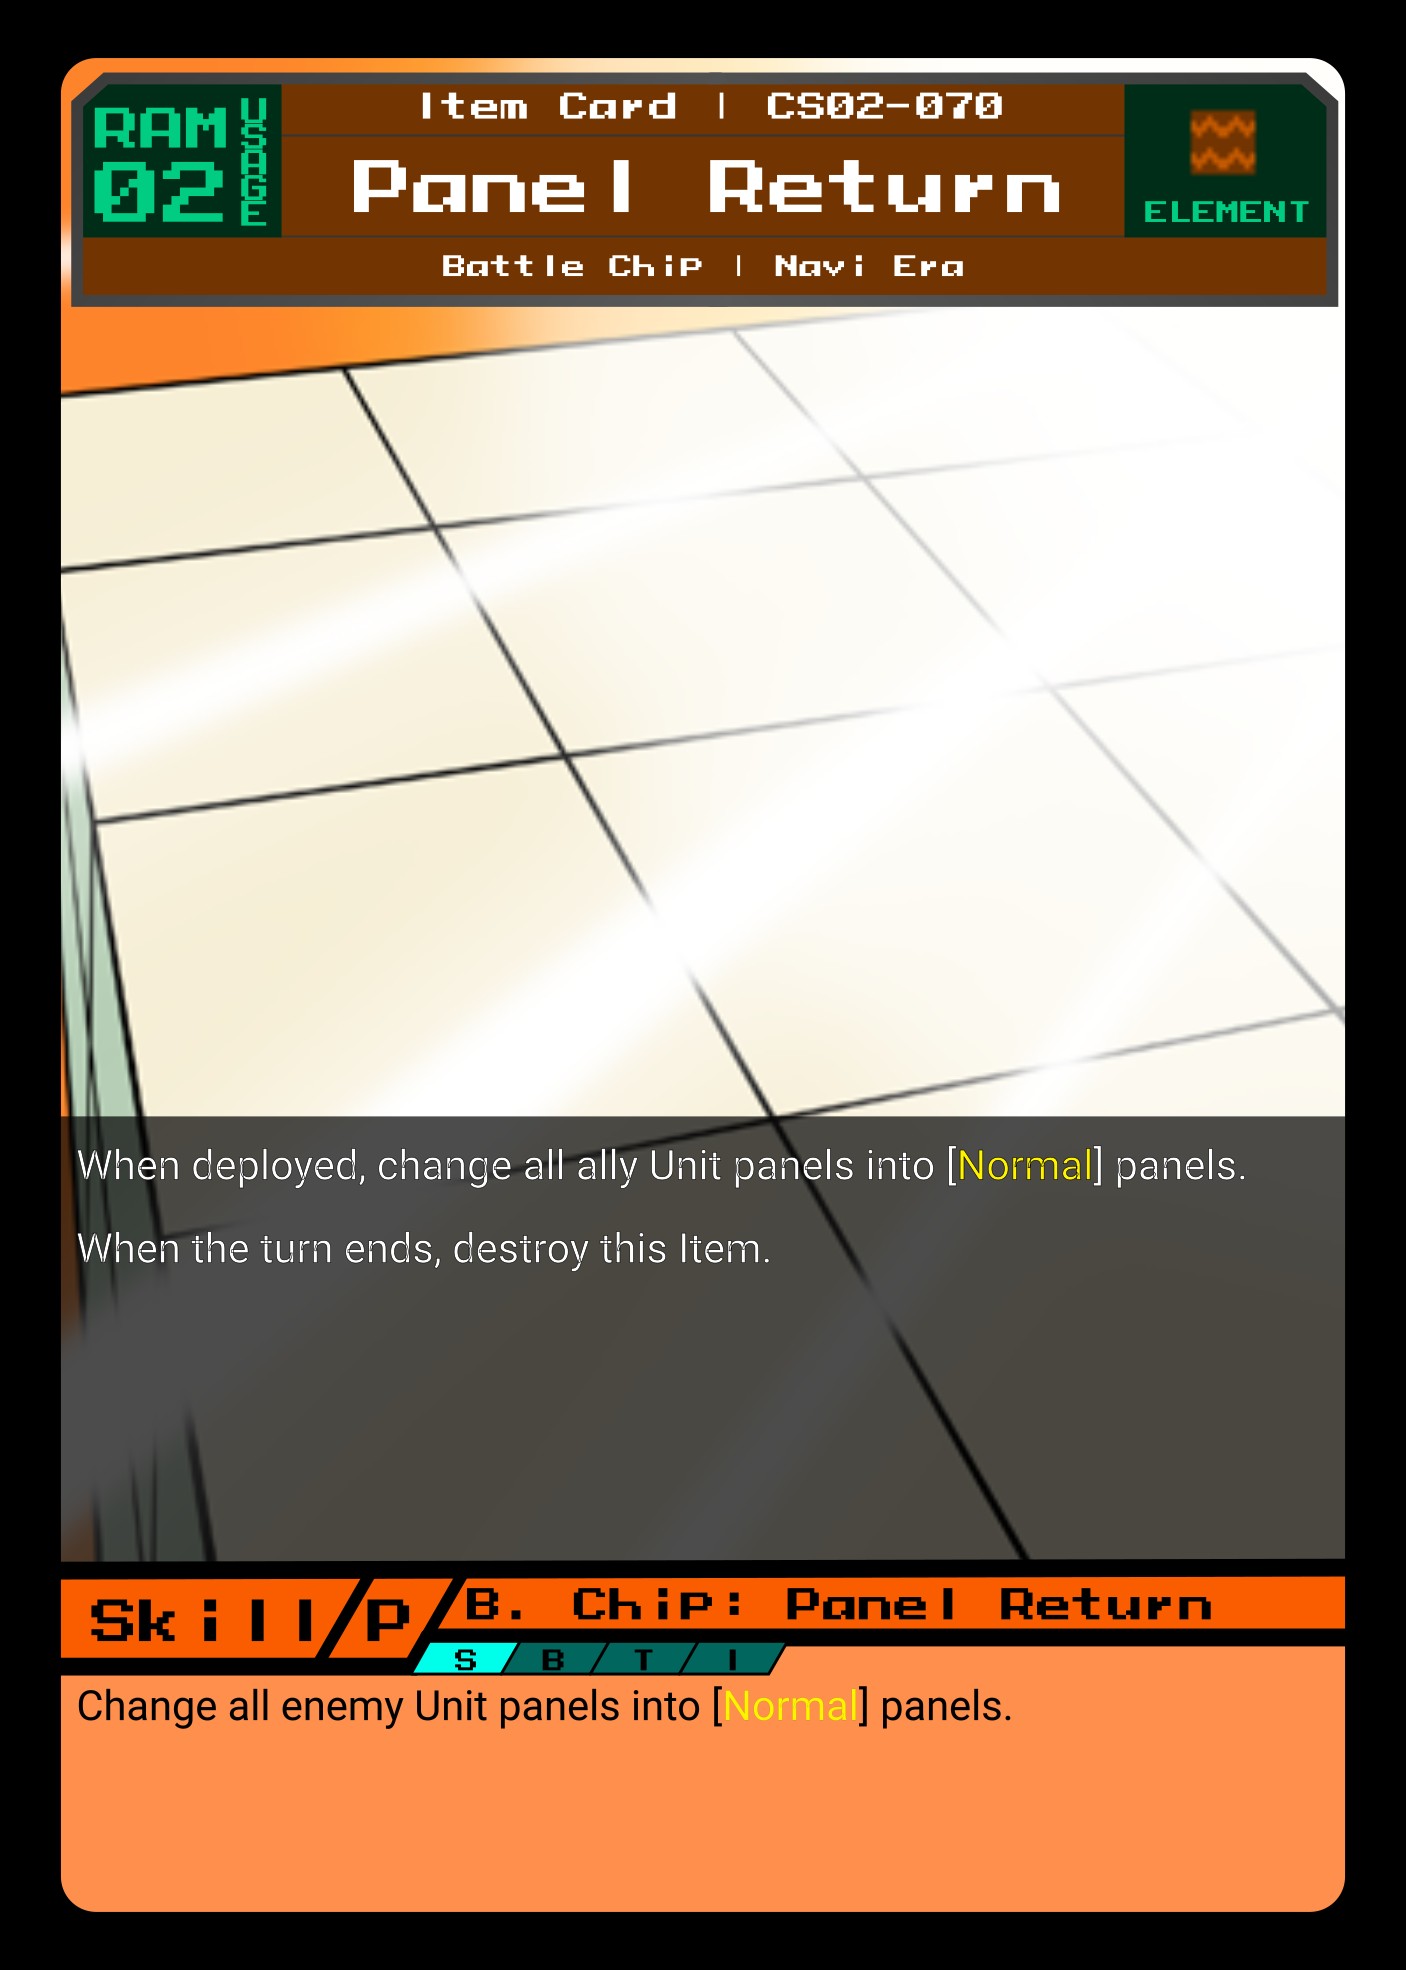 RAM
02
USAGE
Item Card | CS02-070
Panel Return
ELEMENT
Battle Chip | Navi Era
When deployed, change all ally Unit panels into [Normal] panels.
When the turn ends, destroy this Item.
Skill/P/B. Chip: Panel Return
S B T I
Change all enemy Unit panels into [Normal] panels.